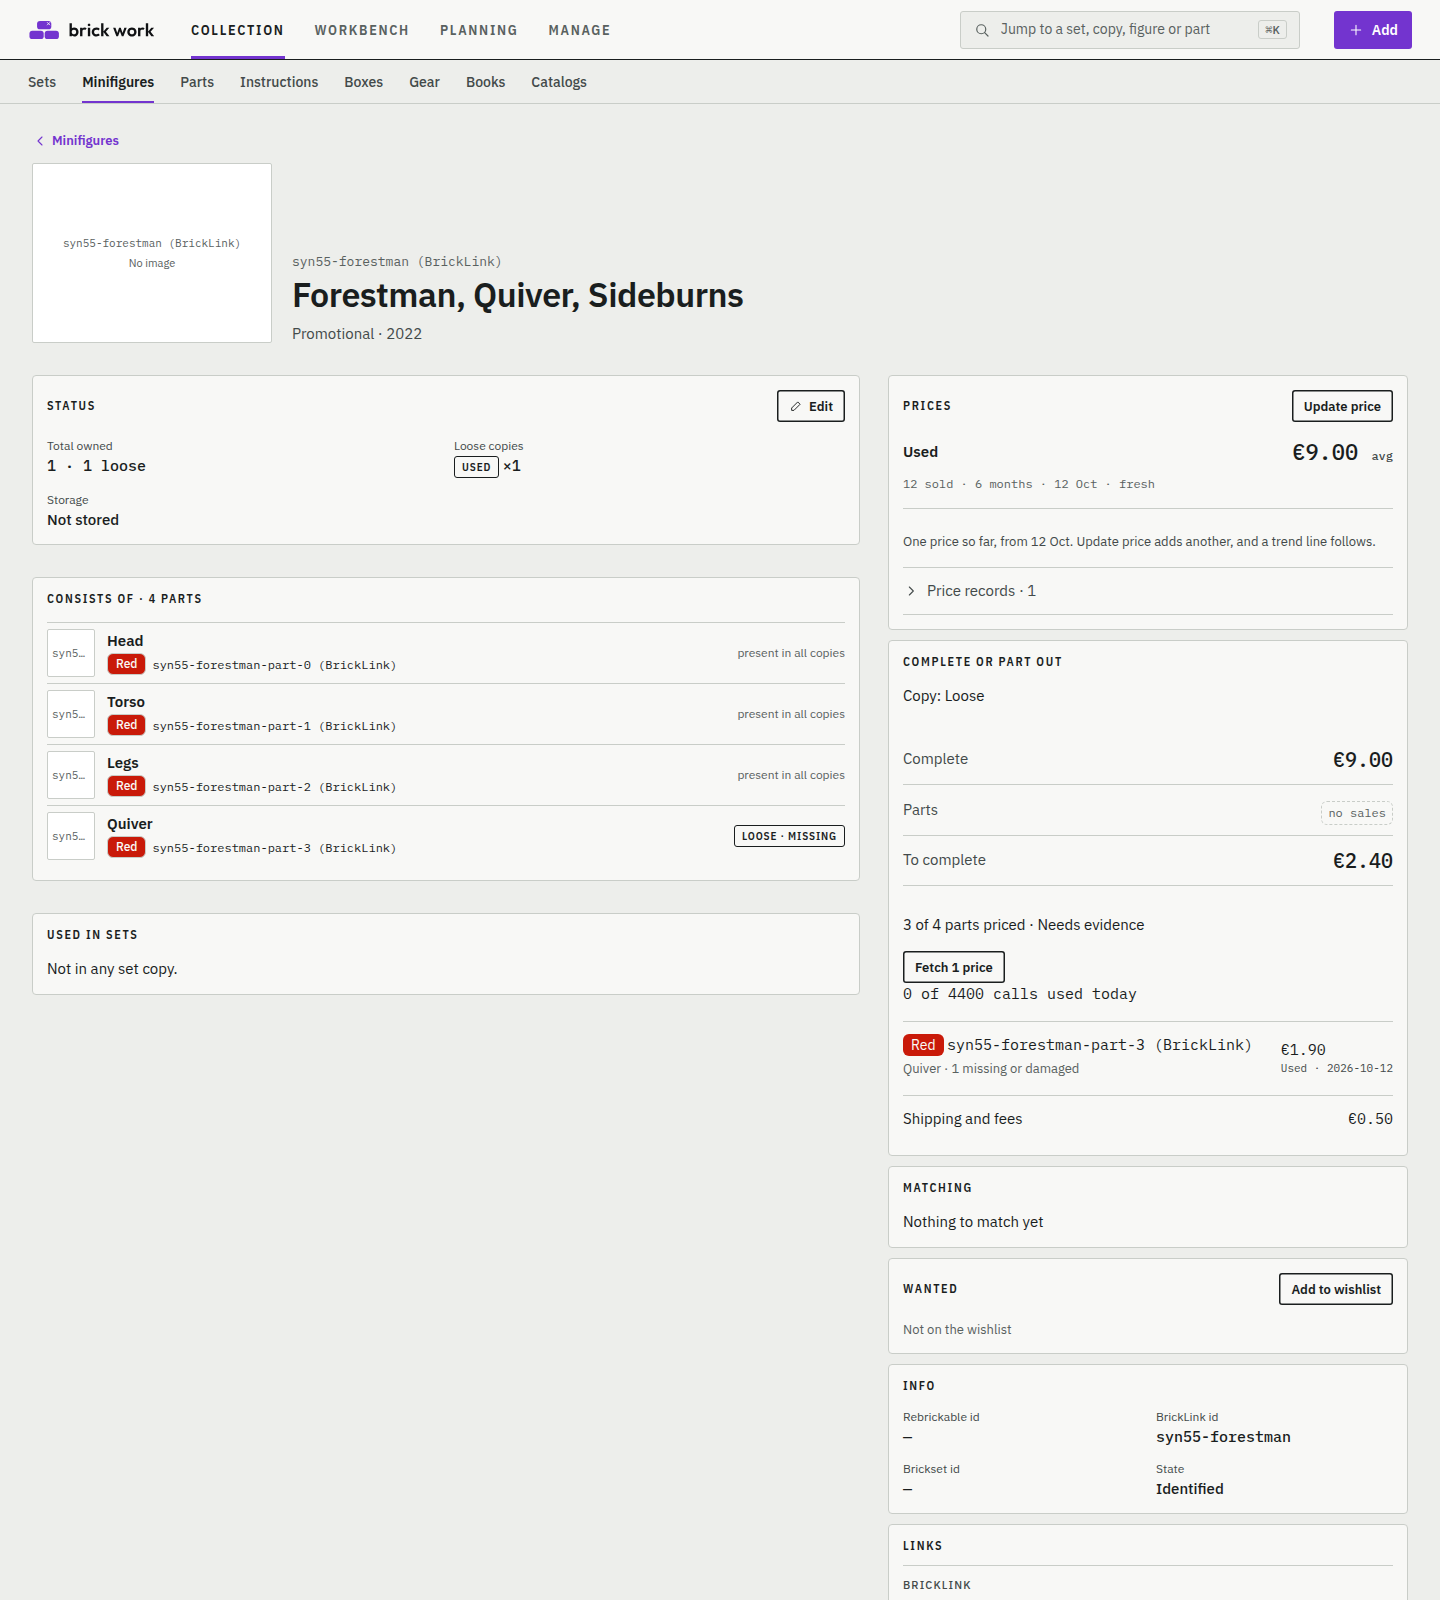 brick work
COLLECTION
WORKBENCH
PLANNING
MANAGE
Jump to a set, copy, figure or part
⌘K
+ Add
Sets
Minifigures
Parts
Instructions
Boxes
Gear
Books
Catalogs
Minifigures
syn55-forestman (BrickLink)
No image
syn55-forestman (BrickLink)
Forestman, Quiver, Sideburns
Promotional · 2022
STATUS
Edit
Total owned
1 · 1 loose
Loose copies
USED ×1
Storage
Not stored
CONSISTS OF · 4 PARTS
syn5…
Head
Red syn55-forestman-part-0 (BrickLink)
present in all copies
syn5…
Torso
Red syn55-forestman-part-1 (BrickLink)
present in all copies
syn5…
Legs
Red syn55-forestman-part-2 (BrickLink)
present in all copies
syn5…
Quiver
Red syn55-forestman-part-3 (BrickLink)
LOOSE · MISSING
USED IN SETS
Not in any set copy.
PRICES
Update price
Used
€9.00 avg
12 sold · 6 months · 12 Oct · fresh
One price so far, from 12 Oct. Update price adds another, and a trend line follows.
Price records · 1
COMPLETE OR PART OUT
Copy: Loose
Complete
€9.00
Parts
no sales
To complete
€2.40
3 of 4 parts priced · Needs evidence
Fetch 1 price
0 of 4400 calls used today
Red syn55-forestman-part-3 (BrickLink)
€1.90
Quiver · 1 missing or damaged
Used · 2026-10-12
Shipping and fees
€0.50
MATCHING
Nothing to match yet
WANTED
Add to wishlist
Not on the wishlist
INFO
Rebrickable id
—
BrickLink id
syn55-forestman
Brickset id
—
State
Identified
LINKS
BRICKLINK